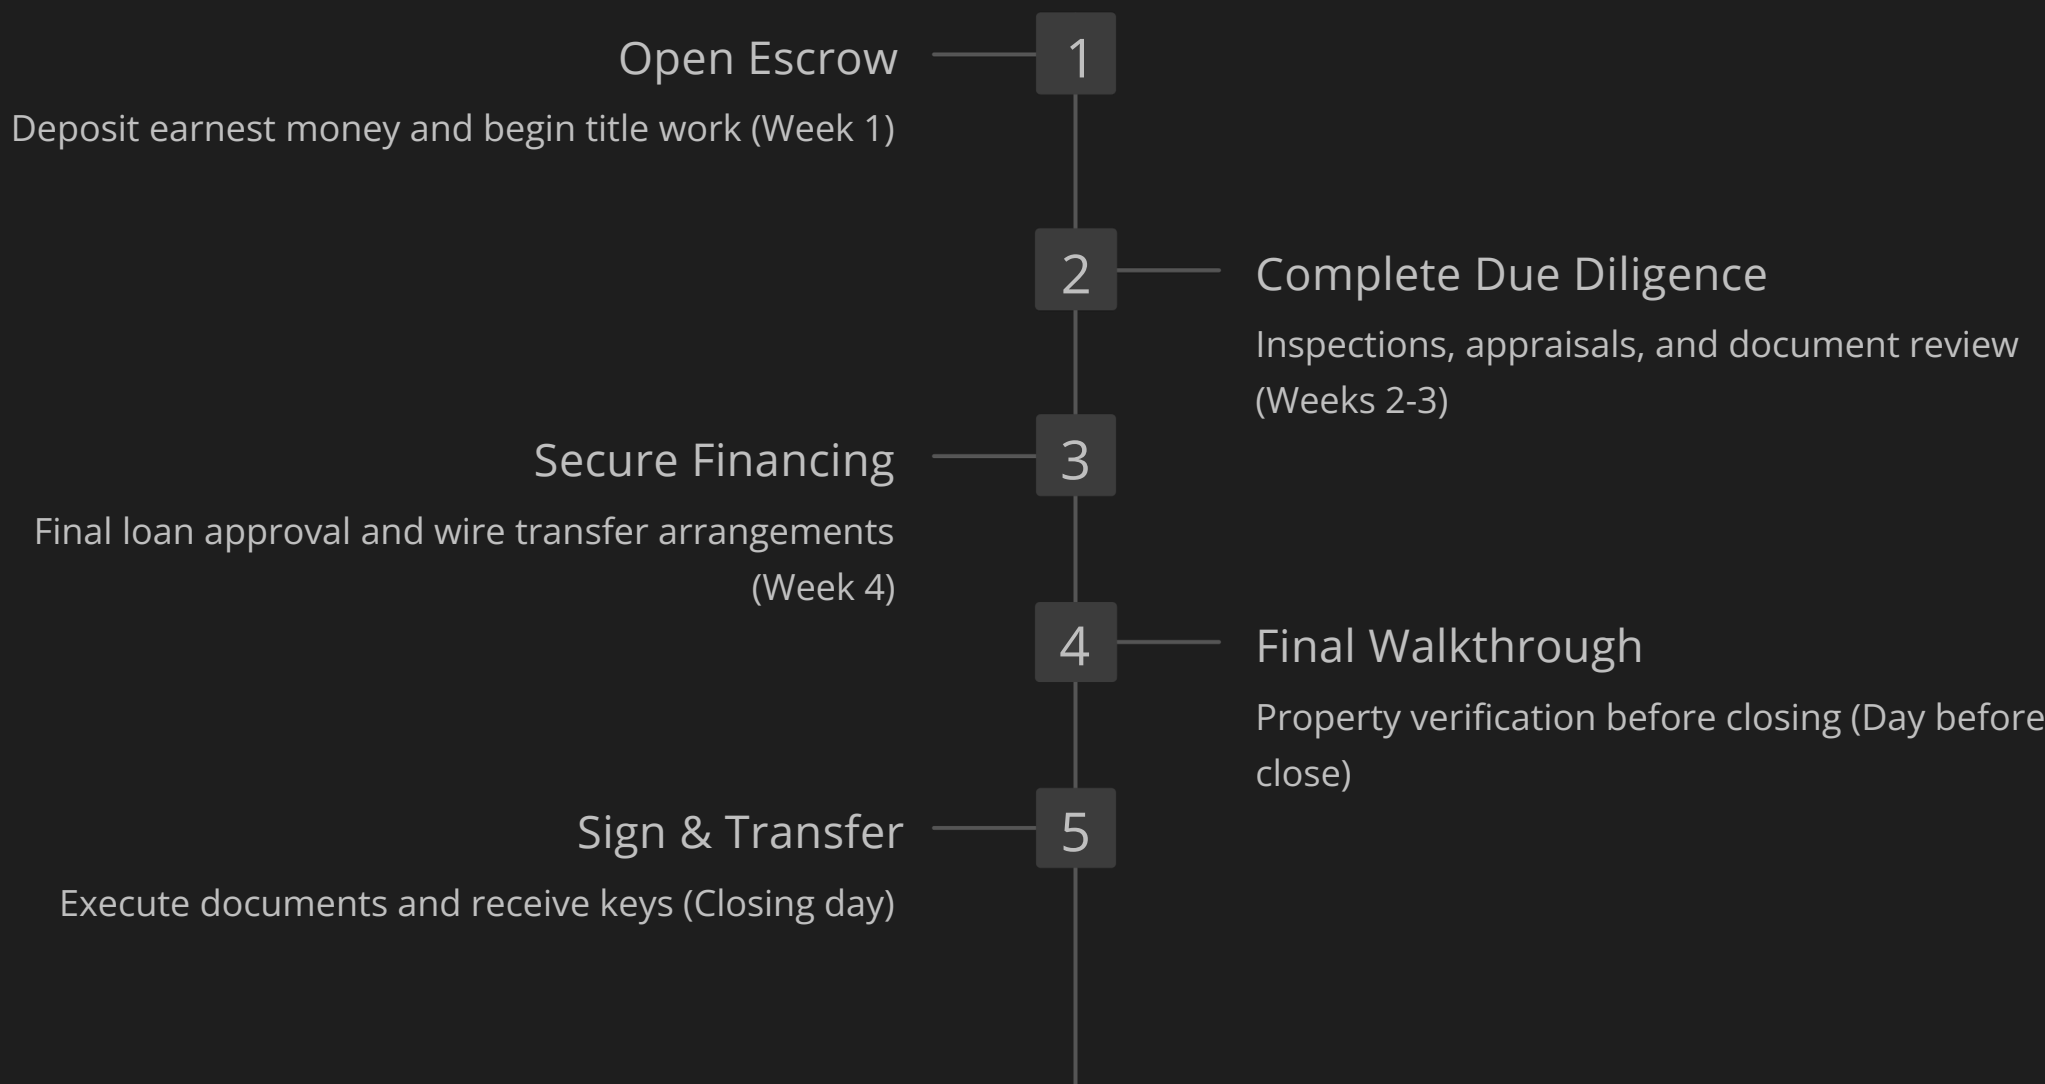 Open Escrow
1
Deposit earnest money and begin title work (Week 1)
2
Complete Due Diligence
Inspections, appraisals, and document review
(Weeks 2-3)
Secure Financing
3
Final loan approval and wire transfer arrangements
(Week 4)
4
Final Walkthrough
Property verification before closing (Day before
close)
Sign & Transfer
5
Execute documents and receive keys (Closing day)